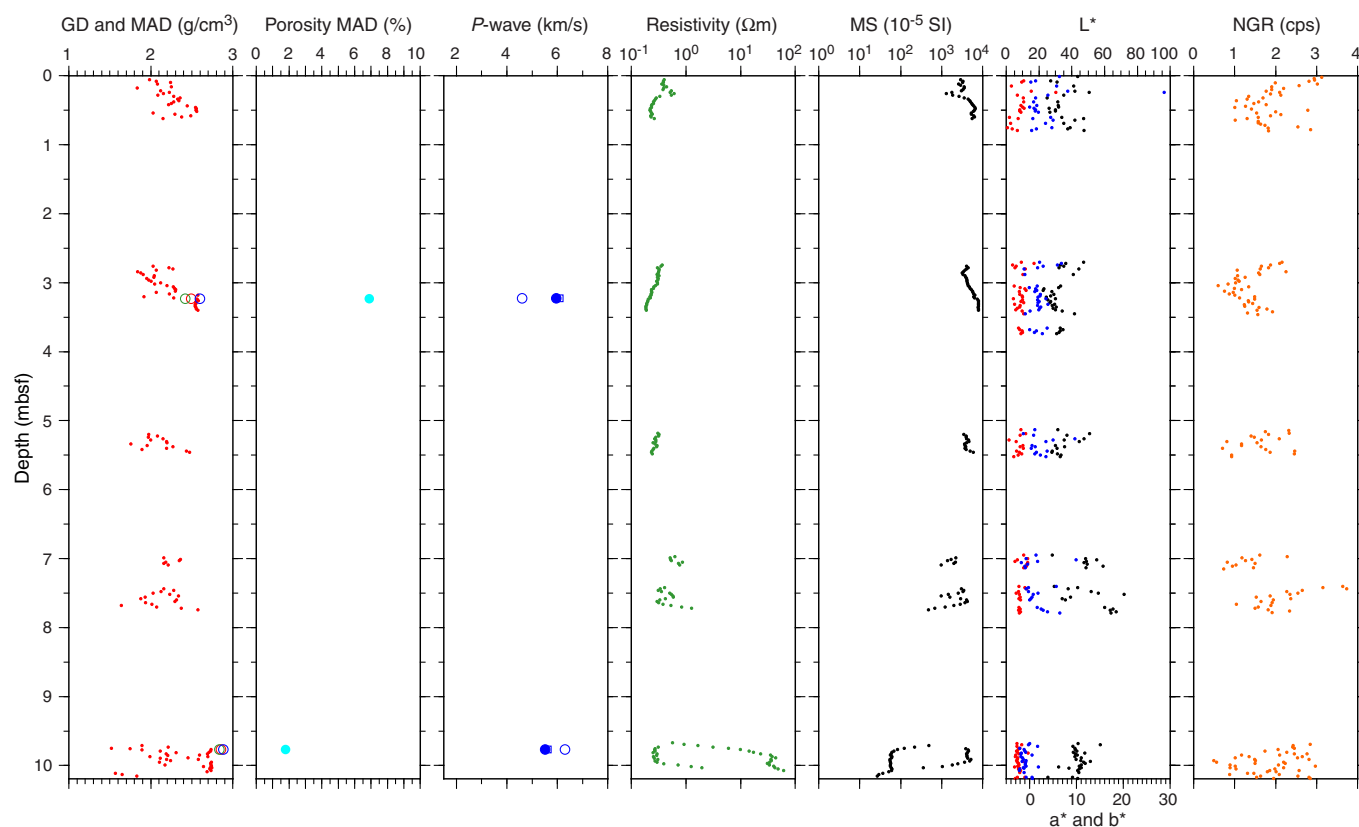 GD and MAD (g/cm³) Porosity MAD (%) P-wave (km/s) Resistivity (Ωm) MS (10⁻⁵ SI) L* NGR (cps)
1 2 3 0 2 4 6 8 10 2 4 6 8 10⁻¹ 10⁰ 10¹ 10² 10⁰ 10² 10⁴ 0 20 40 60 80 100 0 1 2 3 4
0
1
2
3
4
5
6
7
8
9
10
Depth (mbsf)
0 10 20 30
a* and b*